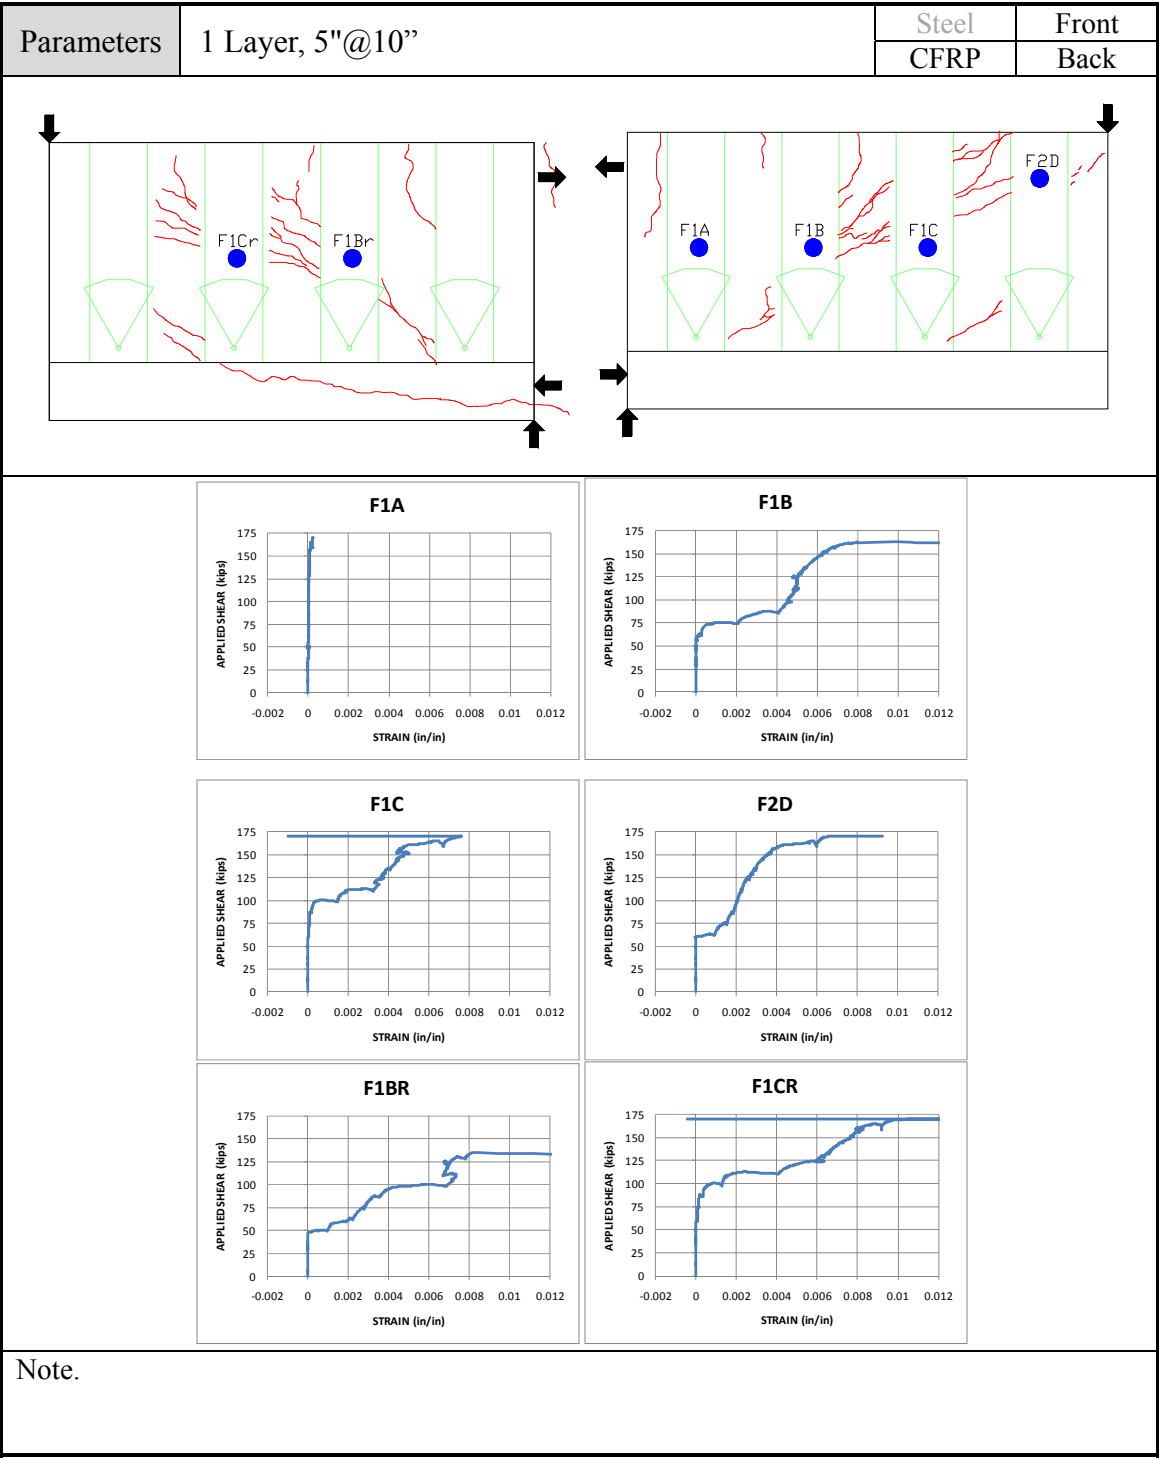 Parameters
1 Layer, 5"@10”
Steel
Front
CFRP
Back
F1Cr
F1Br
F1A
F1B
F1C
F2D
F1A
175
150
125
100
75
50
25
0
APPLIED SHEAR (kips)
-0.002 0 0.002 0.004 0.006 0.008 0.01 0.012
STRAIN (in/in)
F1B
175
150
125
100
75
50
25
0
APPLIED SHEAR (kips)
-0.002 0 0.002 0.004 0.006 0.008 0.01 0.012
STRAIN (in/in)
F1C
175
150
125
100
75
50
25
0
APPLIED SHEAR (kips)
-0.002 0 0.002 0.004 0.006 0.008 0.01 0.012
STRAIN (in/in)
F2D
175
150
125
100
75
50
25
0
APPLIED SHEAR (kips)
-0.002 0 0.002 0.004 0.006 0.008 0.01 0.012
STRAIN (in/in)
F1BR
175
150
125
100
75
50
25
0
APPLIED SHEAR (kips)
-0.002 0 0.002 0.004 0.006 0.008 0.01 0.012
STRAIN (in/in)
F1CR
175
150
125
100
75
50
25
0
APPLIED SHEAR (kips)
-0.002 0 0.002 0.004 0.006 0.008 0.01 0.012
STRAIN (in/in)
Note.